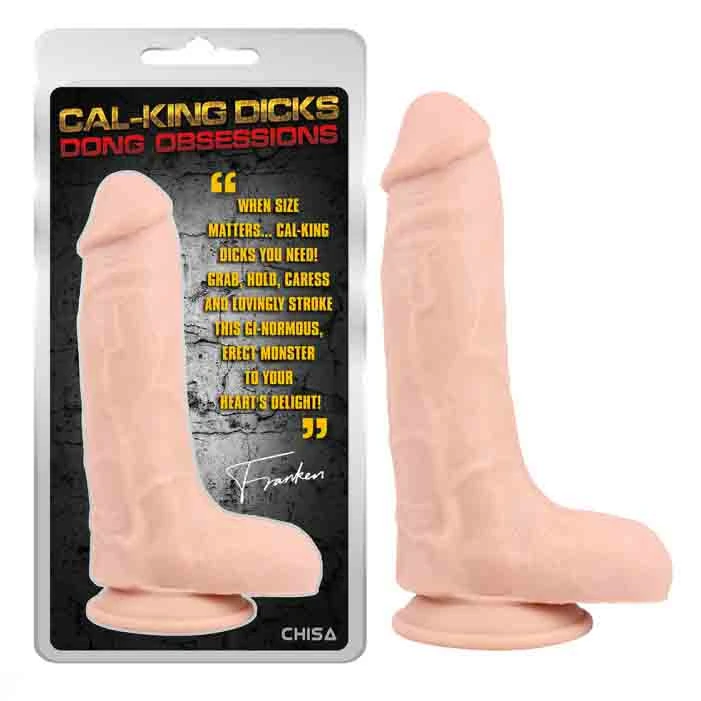 CAL-KING DICKS
DONG OBSESSIONS
“
WHEN SIZE
MATTERS... CAL-KING
DICKS YOU NEED!
GRAB, HOLD, CARESS
AND LOVINGLY STROKE
THIS GI-NORMOUS,
ERECT MONSTER
TO YOUR
HEART'S DELIGHT!
”
Franken
CHISA